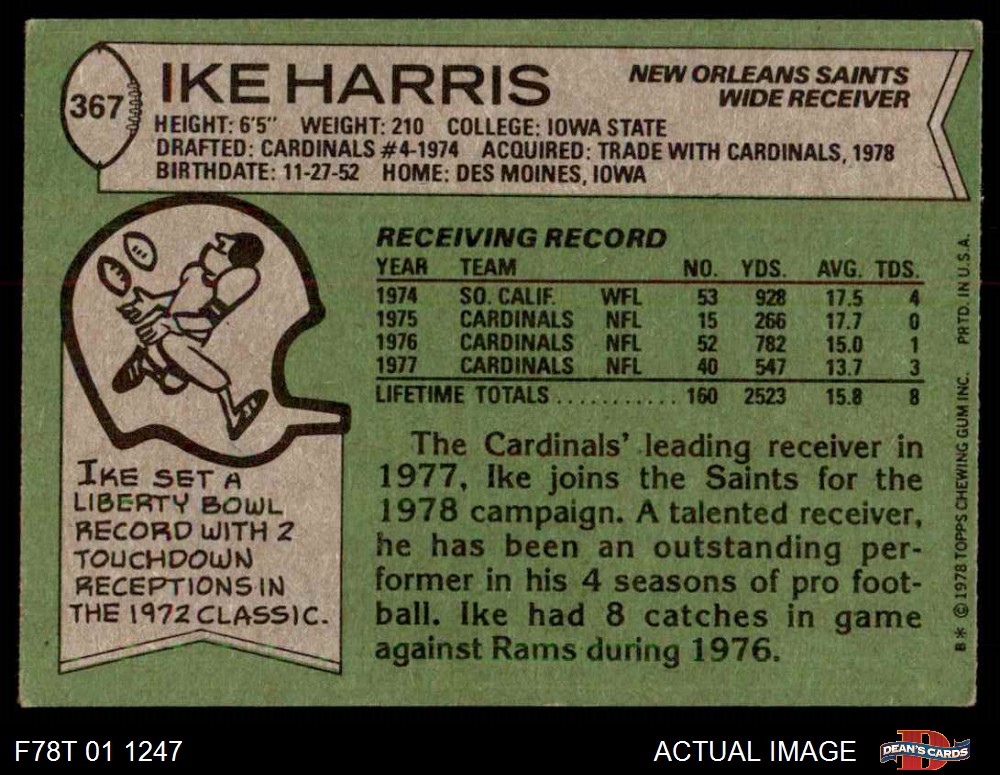 367
IKE HARRIS
NEW ORLEANS SAINTS
WIDE RECEIVER
HEIGHT: 6'5" WEIGHT: 210 COLLEGE: IOWA STATE
DRAFTED: CARDINALS #4-1974 ACQUIRED: TRADE WITH CARDINALS, 1978
BIRTHDATE: 11-27-52 HOME: DES MOINES, IOWA
RECEIVING RECORD
YEAR TEAM NO. YDS. AVG. TDS.
1974 SO. CALIF. WFL 53 928 17.5 4
1975 CARDINALS NFL 15 266 17.7 0
1976 CARDINALS NFL 52 782 15.0 1
1977 CARDINALS NFL 40 547 13.7 3
LIFETIME TOTALS ........... 160 2523 15.8 8
The Cardinals' leading receiver in
1977, Ike joins the Saints for the
1978 campaign. A talented receiver,
he has been an outstanding per-
former in his 4 seasons of pro foot-
ball. Ike had 8 catches in game
against Rams during 1976.
IKE SET A
LIBERTY BOWL
RECORD WITH 2
TOUCHDOWN
RECEPTIONS IN
THE 1972 CLASSIC.
B* © 1978 TOPPS CHEWING GUM INC. PRTD. IN U.S.A.
F78T 01 1247
ACTUAL IMAGE
DEAN'S CARDS